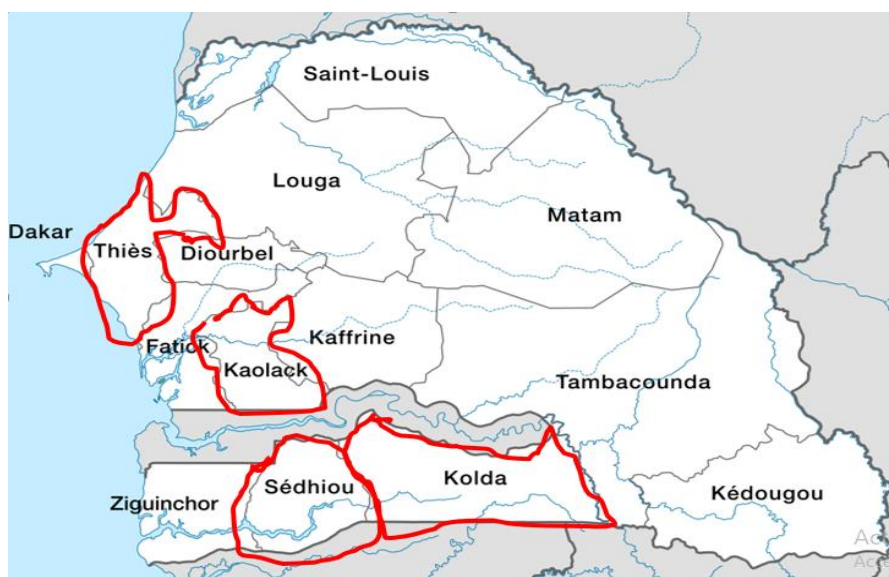 Saint-Louis
Louga
Matam
Dakar
Thiès
Diourbel
Fatick
Kaffrine
Kaolack
Tambacounda
Sédhiou
Kolda
Ziguinchor
Kédougou